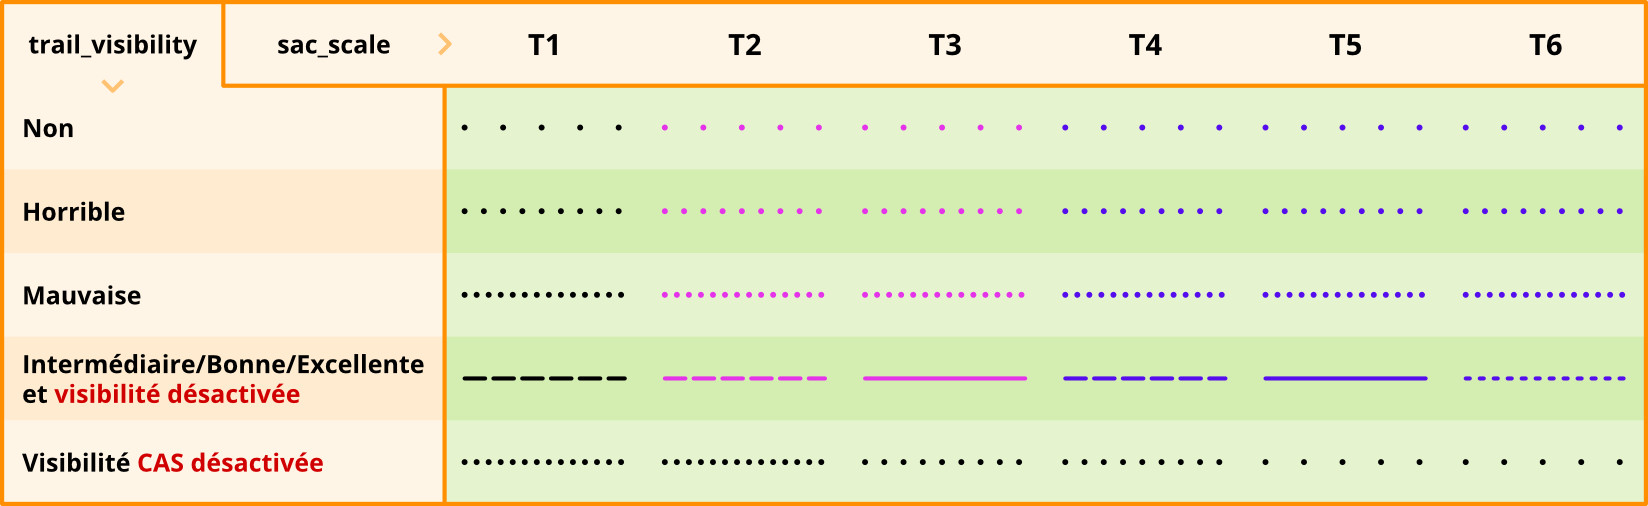 trail_visibility sac_scale T1 T2 T3 T4 T5 T6
Non
Horrible
Mauvaise
Intermédiaire/Bonne/Excellente
et visibilité désactivée
Visibilité CAS désactivée